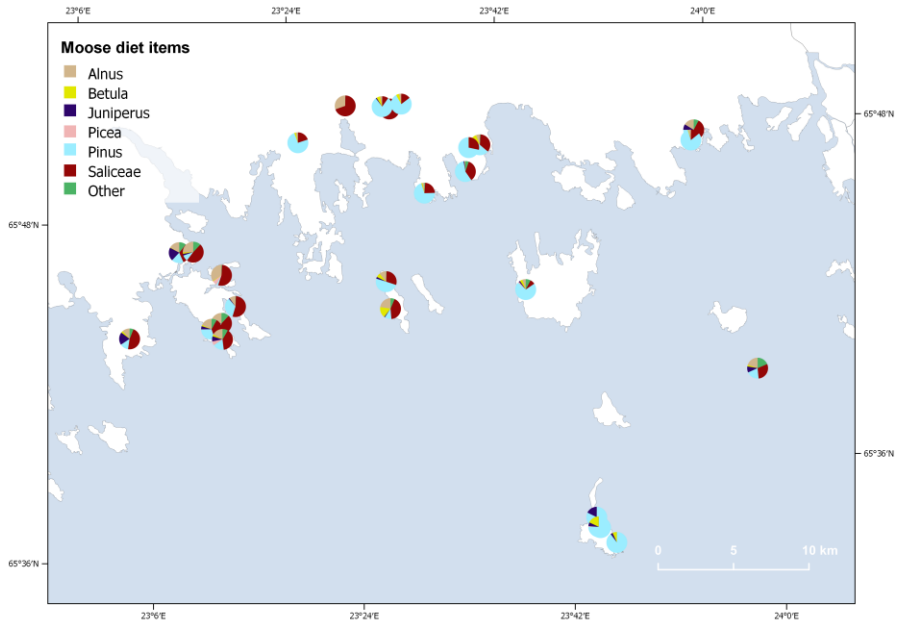 23°6'E 23°24'E 23°42'E 24°0'E
Moose diet items
Alnus
Betula
Juniperus
Picea
Pinus
Saliceae
Other
65°48'N
65°48'N
65°36'N
65°36'N
0 5 10 km
23°6'E 23°24'E 23°42'E 24°0'E